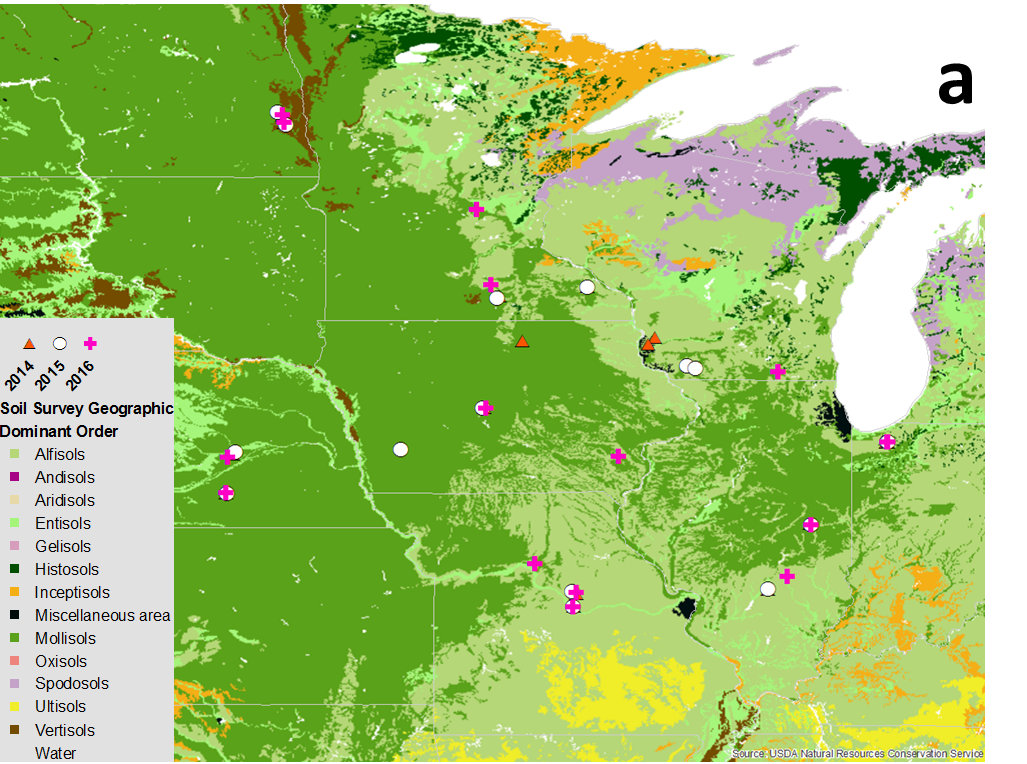 a
2014
2015
2016
Soil Survey Geographic
Dominant Order
Alfisols
Andisols
Aridisols
Entisols
Gelisols
Histosols
Inceptisols
Miscellaneous area
Mollisols
Oxisols
Spodosols
Ultisols
Vertisols
Water
Source: USDA Natural Resources Conservation Service